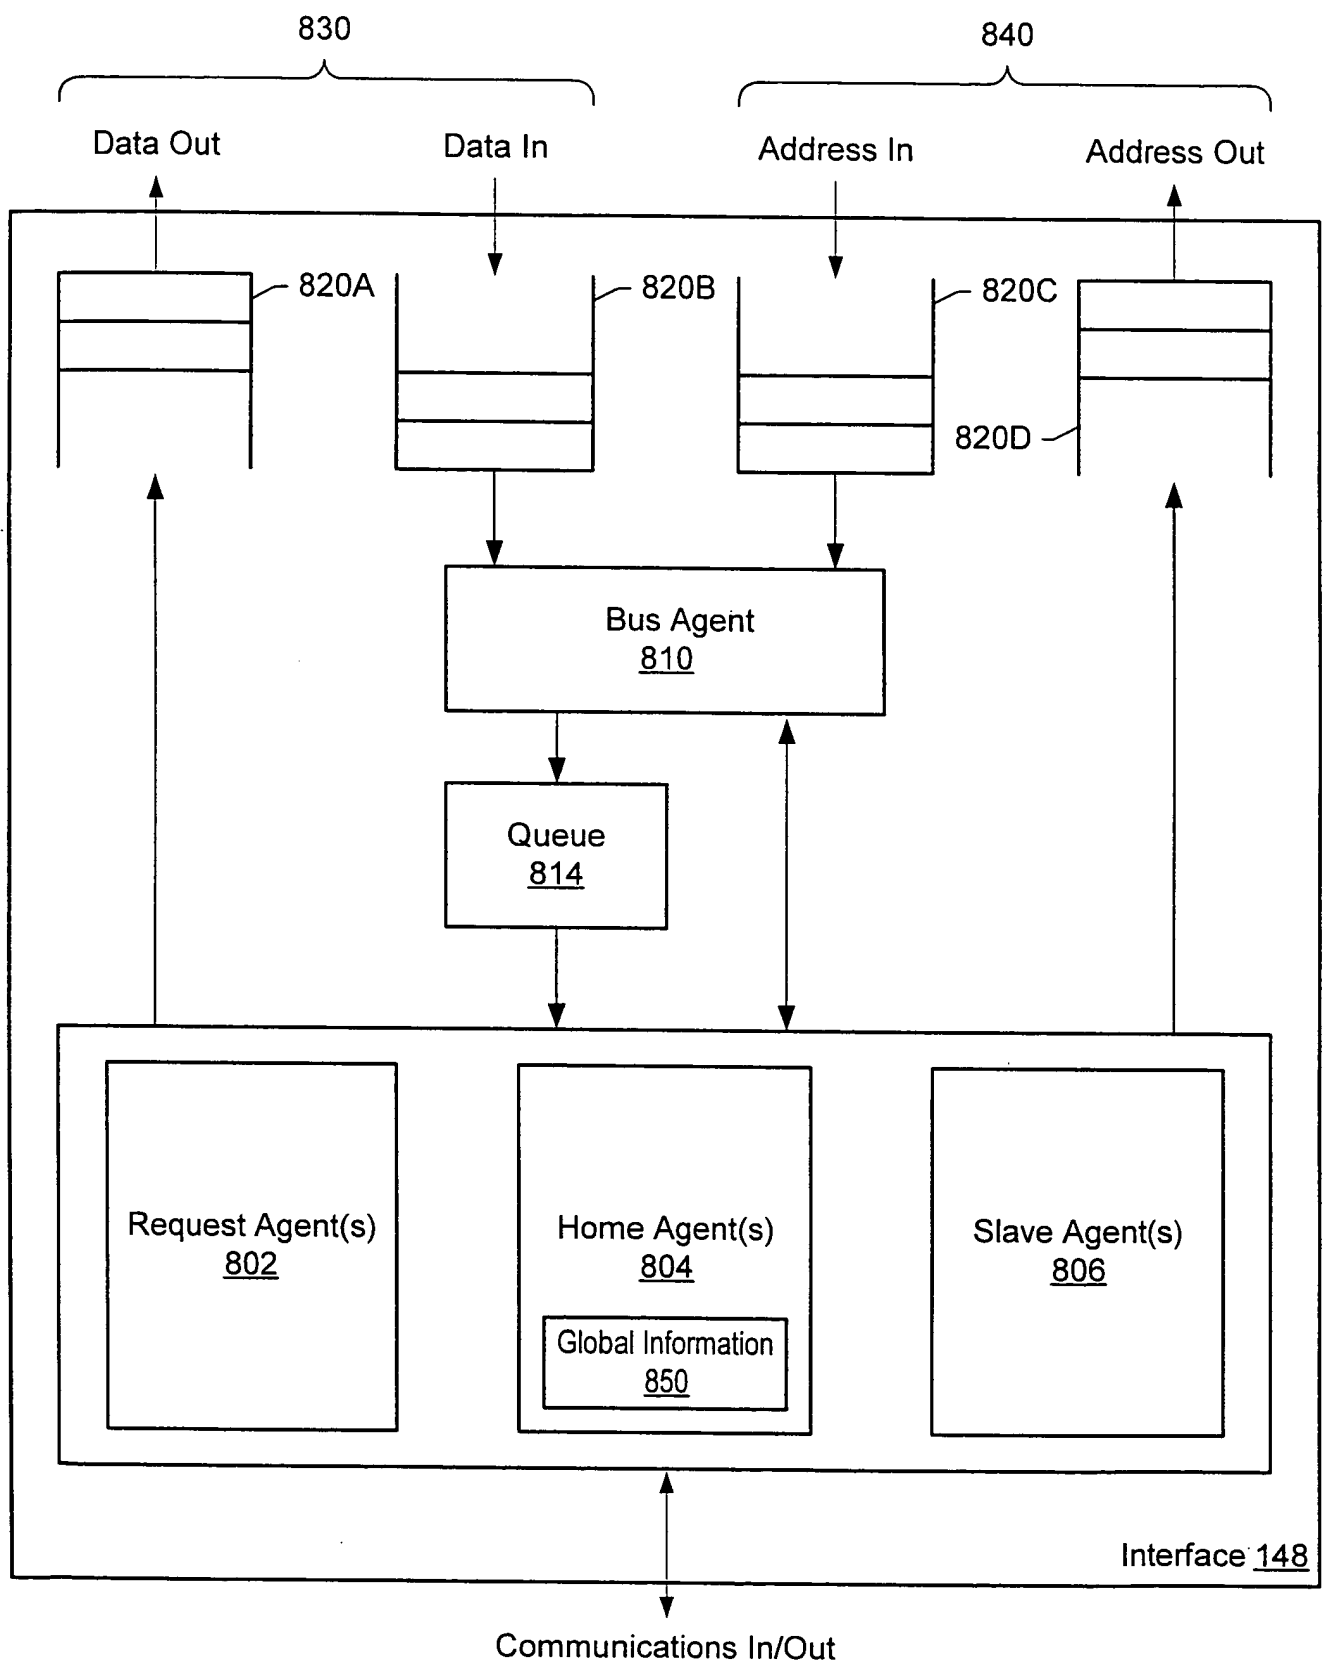 830
840
Data Out
Data In
Address In
Address Out
820A
820B
820C
820D
Bus Agent
810
Queue
814
Request Agent(s)
802
Home Agent(s)
804
Slave Agent(s)
806
Global Information
850
Interface 148
Communications In/Out